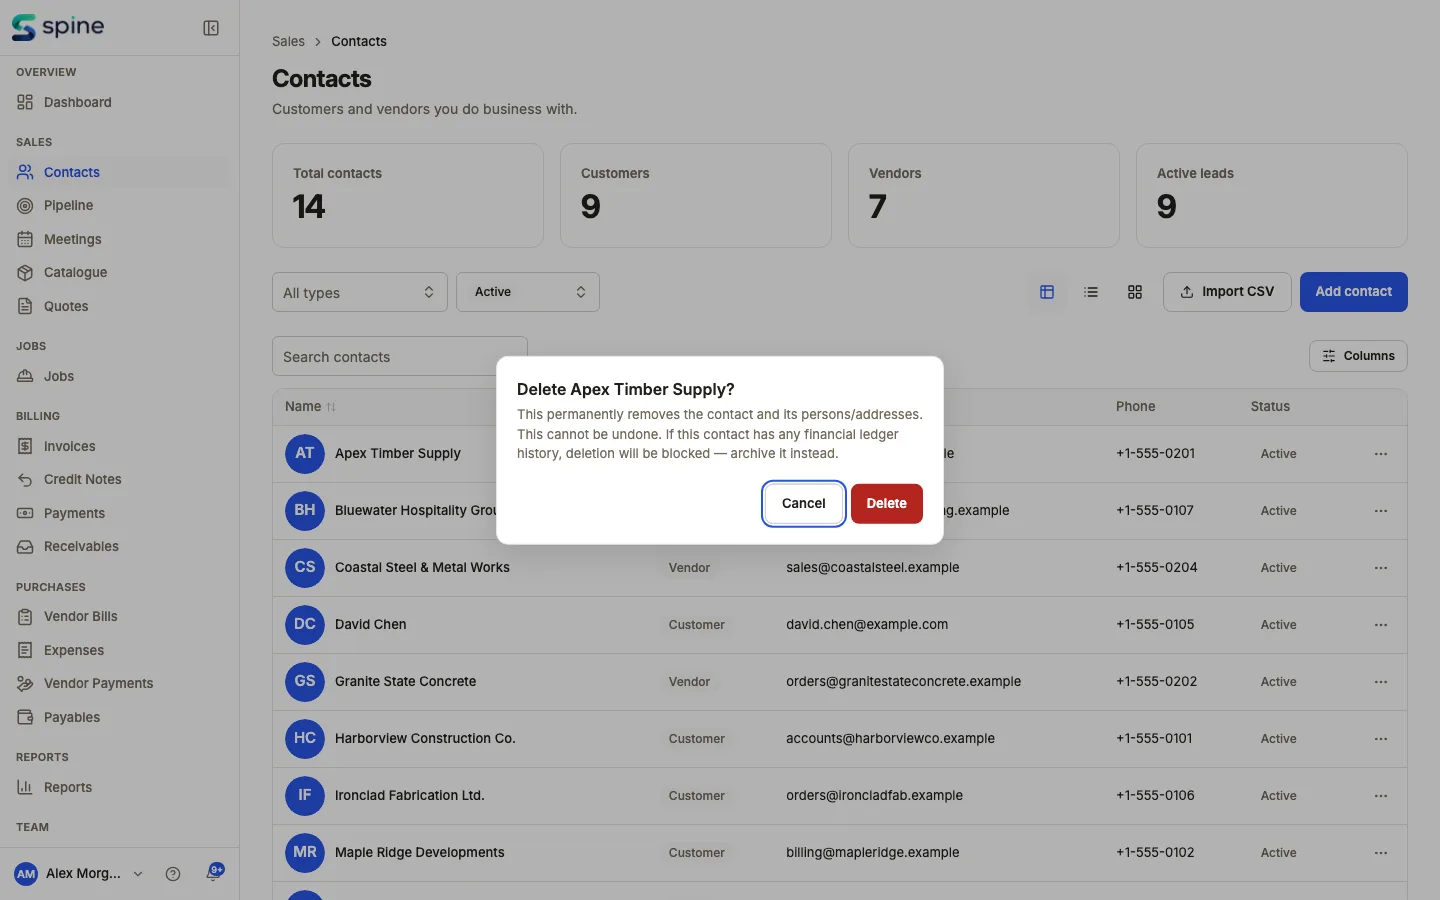 spine
OVERVIEW
Dashboard
SALES
Contacts
Pipeline
Meetings
Catalogue
Quotes
JOBS
Jobs
BILLING
Invoices
Credit Notes
Payments
Receivables
PURCHASES
Vendor Bills
Expenses
Vendor Payments
Payables
REPORTS
Reports
TEAM
AM Alex Morg... 9+
Sales > Contacts
Contacts
Customers and vendors you do business with.
Total contacts
14
Customers
9
Vendors
7
Active leads
9
All types
Active
Import CSV
Add contact
Search contacts
Columns
Delete Apex Timber Supply?
This permanently removes the contact and its persons/addresses.
This cannot be undone. If this contact has any financial ledger
history, deletion will be blocked — archive it instead.
Cancel
Delete
Name Phone Status
AT Apex Timber Supply +1-555-0201 Active ...
BH Bluewater Hospitality .example +1-555-0107 Active ...
CS Coastal Steel & Metal Works Vendor sales@coastalsteel.example +1-555-0204 Active ...
DC David Chen Customer david.chen@example.com +1-555-0105 Active ...
GS Granite State Concrete Vendor orders@granitestateconcrete.example +1-555-0202 Active ...
HC Harborview Construction Co. Customer accounts@harborviewco.example +1-555-0101 Active ...
IF Ironclad Fabrication Ltd. Customer orders@ironcladfab.example +1-555-0106 Active ...
MR Maple Ridge Developments Customer billing@mapleridge.example +1-555-0102 Active ...